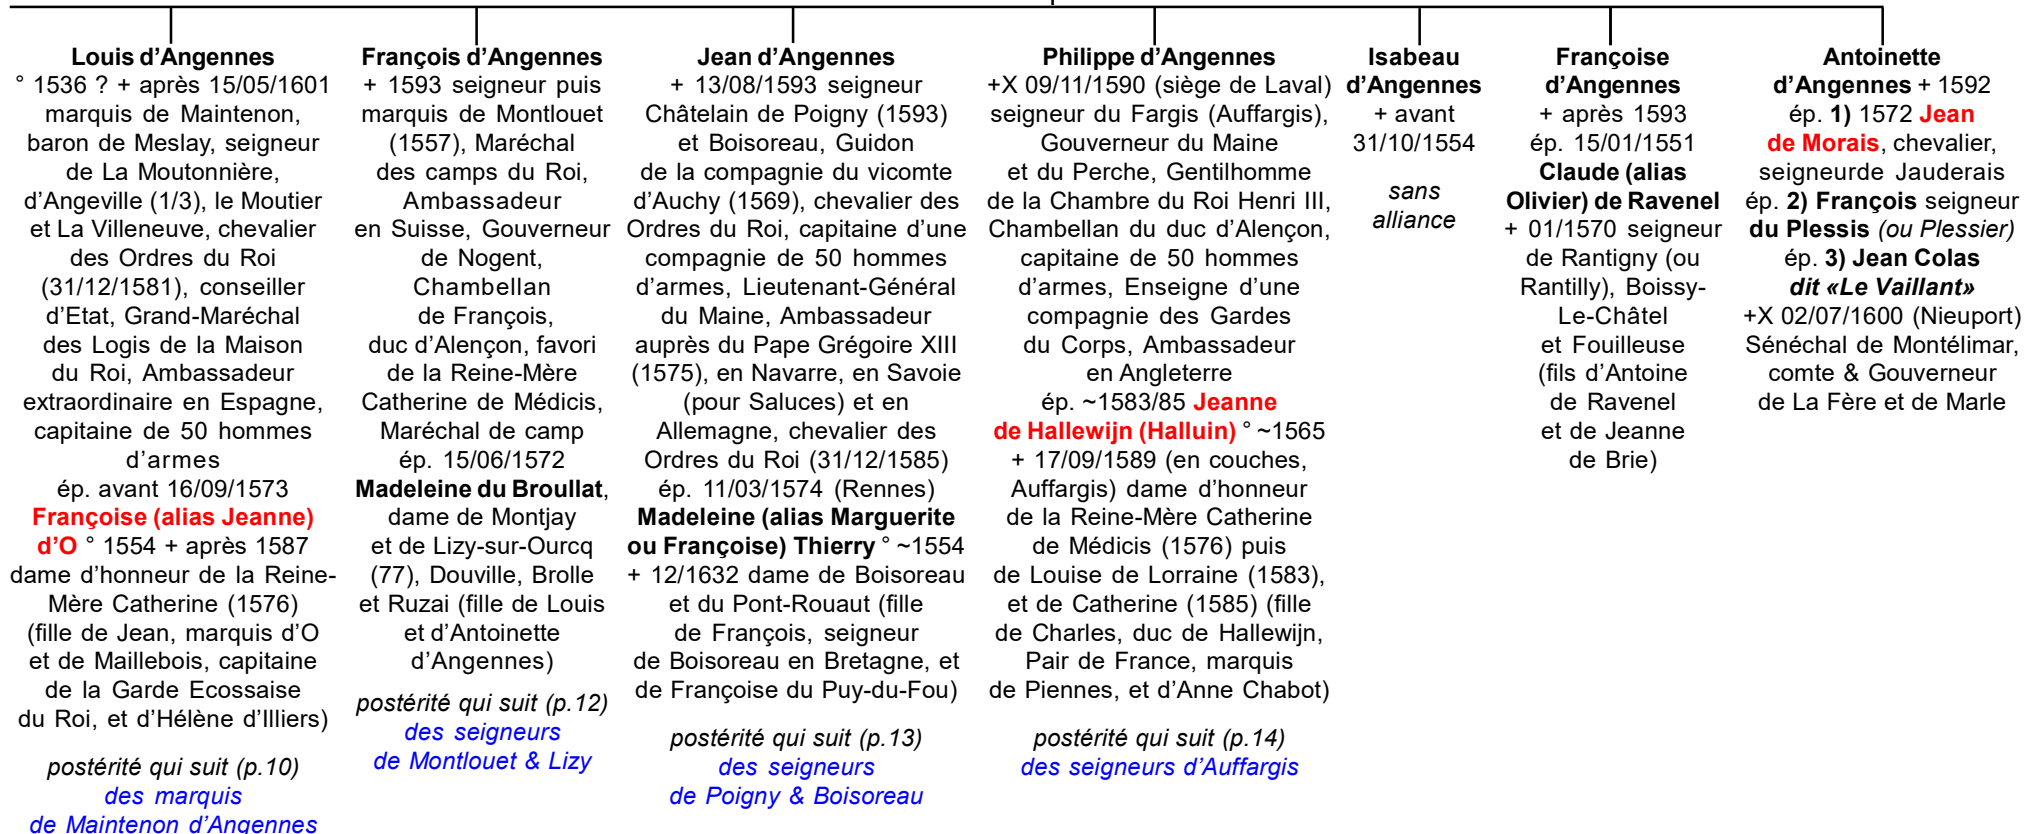 Louis d'Angennes
° 1536 ? + après 15/05/1601
marquis de Maintenon,
baron de Meslay, seigneur
de La Moutonnière,
d'Angeville (1/3), le Moutier
et La Villeneuve, chevalier
des Ordres du Roi
(31/12/1581), conseiller
d'Etat, Grand-Maréchal
des Logis de la Maison
du Roi, Ambassadeur
extraordinaire en Espagne,
capitaine de 50 hommes
d'armes
ép. avant 16/09/1573
Françoise (alias Jeanne)
d'O ° 1554 + après 1587
dame d'honneur de la Reine-
Mère Catherine (1576)
(fille de Jean, marquis d'O
et de Maillebois, capitaine
de la Garde Ecossaise
du Roi, et d'Hélène d'Illiers)
postérité qui suit (p.10)
des marquis
de Maintenon d'Angennes
François d'Angennes
+ 1593 seigneur puis
marquis de Montlouet
(1557), Maréchal
des camps du Roi,
Ambassadeur
en Suisse, Gouverneur
de Nogent,
Chambellan
de François,
duc d'Alençon, favori
de la Reine-Mère
Catherine de Médicis,
Maréchal de camp
ép. 15/06/1572
Madeleine du Broullat,
dame de Montjay
et de Lizy-sur-Ourcq
(77), Douville, Brolle
et Ruzai (fille de Louis
et d'Antoinette
d'Angennes)
postérité qui suit (p.12)
des seigneurs
de Montlouet & Lizy
Jean d'Angennes
+ 13/08/1593 seigneur
Châtelain de Poigny (1593)
et Boisoreau, Guidon
de la compagnie du vicomte
d'Auchy (1569), chevalier des
Ordres du Roi, capitaine d'une
compagnie de 50 hommes
d'armes, Lieutenant-Général
du Maine, Ambassadeur
auprès du Pape Grégoire XIII
(1575), en Navarre, en Savoie
(pour Saluces) et en
Allemagne, chevalier des
Ordres du Roi (31/12/1585)
ép. 11/03/1574 (Rennes)
Madeleine (alias Marguerite
ou Françoise) Thierry ° ~1554
+ 12/1632 dame de Boisoreau
et du Pont-Rouaut (fille
de François, seigneur
de Boisoreau en Bretagne, et
de Françoise du Puy-du-Fou)
postérité qui suit (p.13)
des seigneurs
de Poigny & Boisoreau
Philippe d'Angennes
+X 09/11/1590 (siège de Laval)
seigneur du Fargis (Auffargis),
Gouverneur du Maine
et du Perche, Gentilhomme
de la Chambre du Roi Henri III,
Chambellan du duc d'Alençon,
capitaine de 50 hommes
d'armes, Enseigne d'une
compagnie des Gardes
du Corps, Ambassadeur
en Angleterre
ép. ~1583/85 Jeanne
de Hallewijn (Halluin) ° ~1565
+ 17/09/1589 (en couches,
Auffargis) dame d'honneur
de la Reine-Mère Catherine
de Médicis (1576) puis
de Louise de Lorraine (1583),
et de Catherine (1585) (fille
de Charles, duc de Hallewijn,
Pair de France, marquis
de Piennes, et d'Anne Chabot)
postérité qui suit (p.14)
des seigneurs d'Auffargis
Isabeau
d'Angennes
+ avant
31/10/1554
sans
alliance
Françoise
d'Angennes
+ après 1593
ép. 15/01/1551
Claude (alias
Olivier) de Ravenel
+ 01/1570 seigneur
de Rantigny (ou
Rantilly), Boissy-
Le-Châtel
et Fouilleuse
(fils d'Antoine
de Ravenel
et de Jeanne
de Brie)
Antoinette
d'Angennes + 1592
ép. 1) 1572 Jean
de Morais, chevalier,
seigneurde Jauderais
ép. 2) François seigneur
du Plessis (ou Plessier)
ép. 3) Jean Colas
dit «Le Vaillant»
+X 02/07/1600 (Nieuport)
Sénéchal de Montélimar,
comte & Gouverneur
de La Fère et de Marle